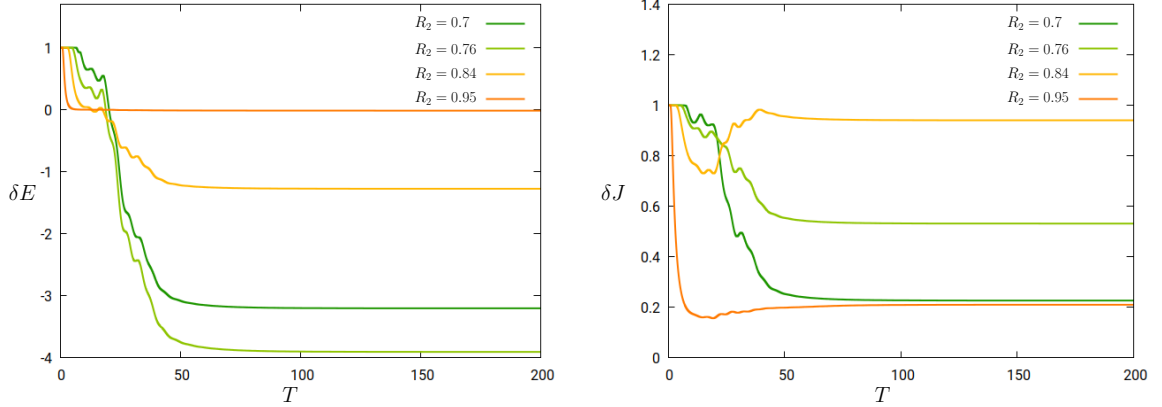 R₂ = 0.7
R₂ = 0.76
R₂ = 0.84
R₂ = 0.95
1
0
-1
-2
-3
-4
δE
0 50 100 150 200
T
R₂ = 0.7
R₂ = 0.76
R₂ = 0.84
R₂ = 0.95
1.4
1.2
1
0.8
0.6
0.4
0.2
0
δJ
0 50 100 150 200
T